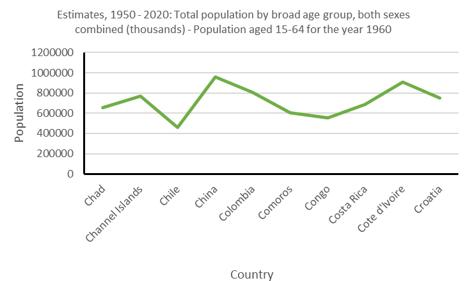 Estimates, 1950 - 2020: Total population by broad age group, both sexes
combined (thousands) - Population aged 15-64 for the year 1960
1200000
1000000
800000
600000
400000
200000
0
Population
Chad
Channel Islands
Chile
China
Colombia
Comoros
Congo
Costa Rica
Cote d'Ivoire
Croatia
Country